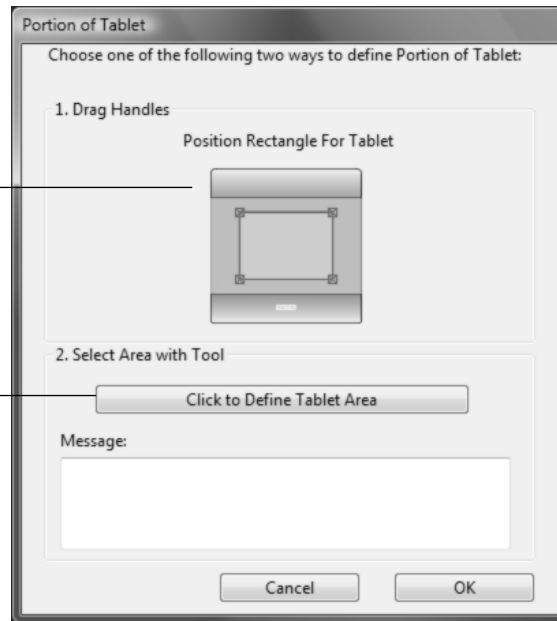 Portion of Tablet
Choose one of the following two ways to define Portion of Tablet:
1. Drag Handles
Position Rectangle For Tablet
2. Select Area with Tool
Click to Define Tablet Area
Message:
Cancel
OK